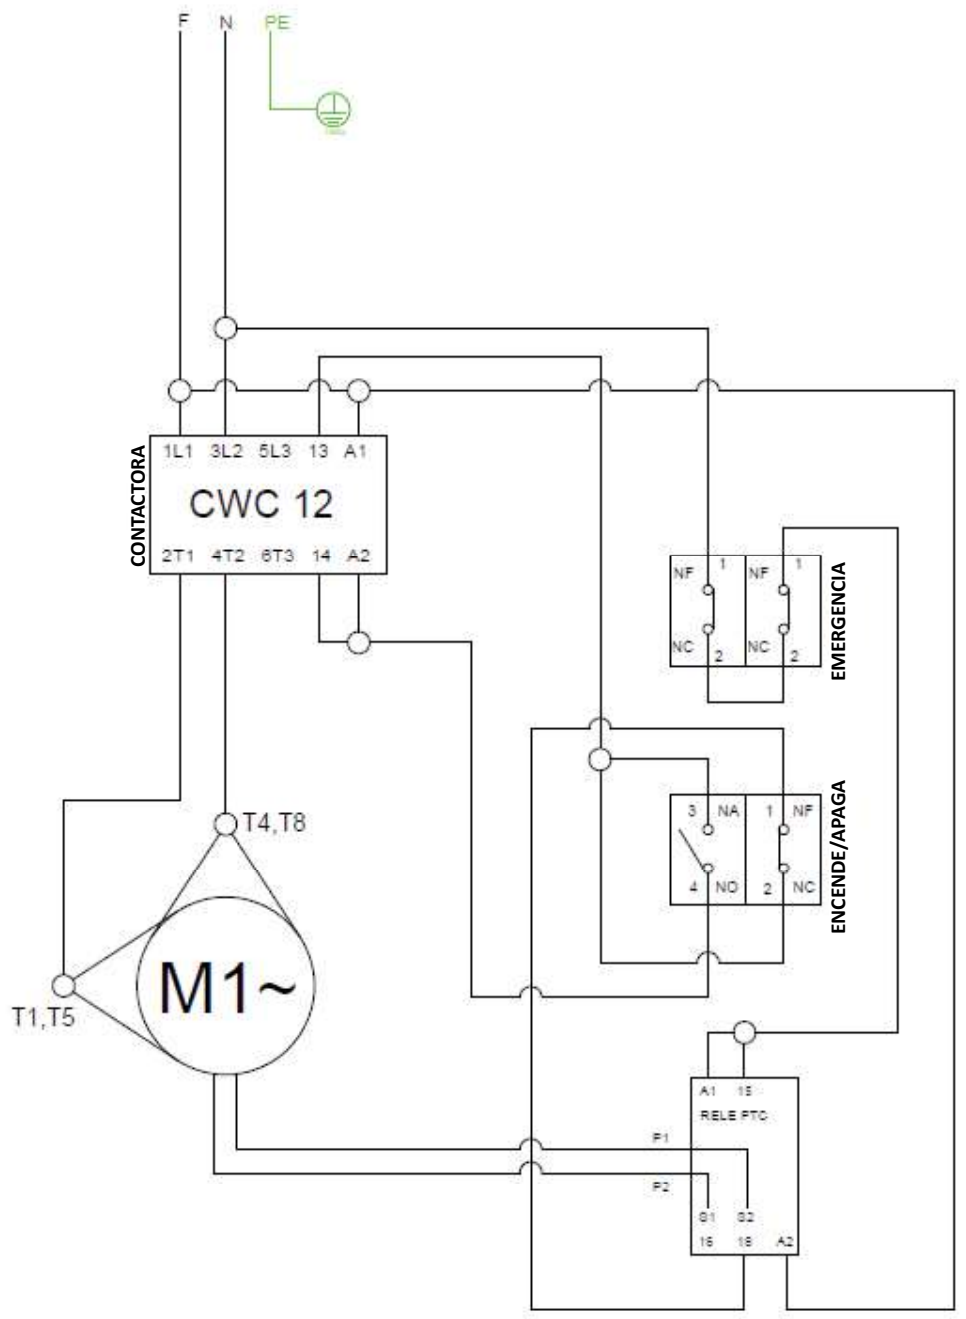 F N PE
CONTACTORA
1L1 3L2 5L3 13 A1
CWC 12
2T1 4T2 6T3 14 A2
NF 1 NF 1
NC 2 NC 2
EMERGENCIA
3 NA 1 NF
4 NO 2 NC
ENCENDE/APAGA
T4,T8
M1~
T1,T5
A1 15
RELE PTC
P1
P2
S1 S2
16 18 A2